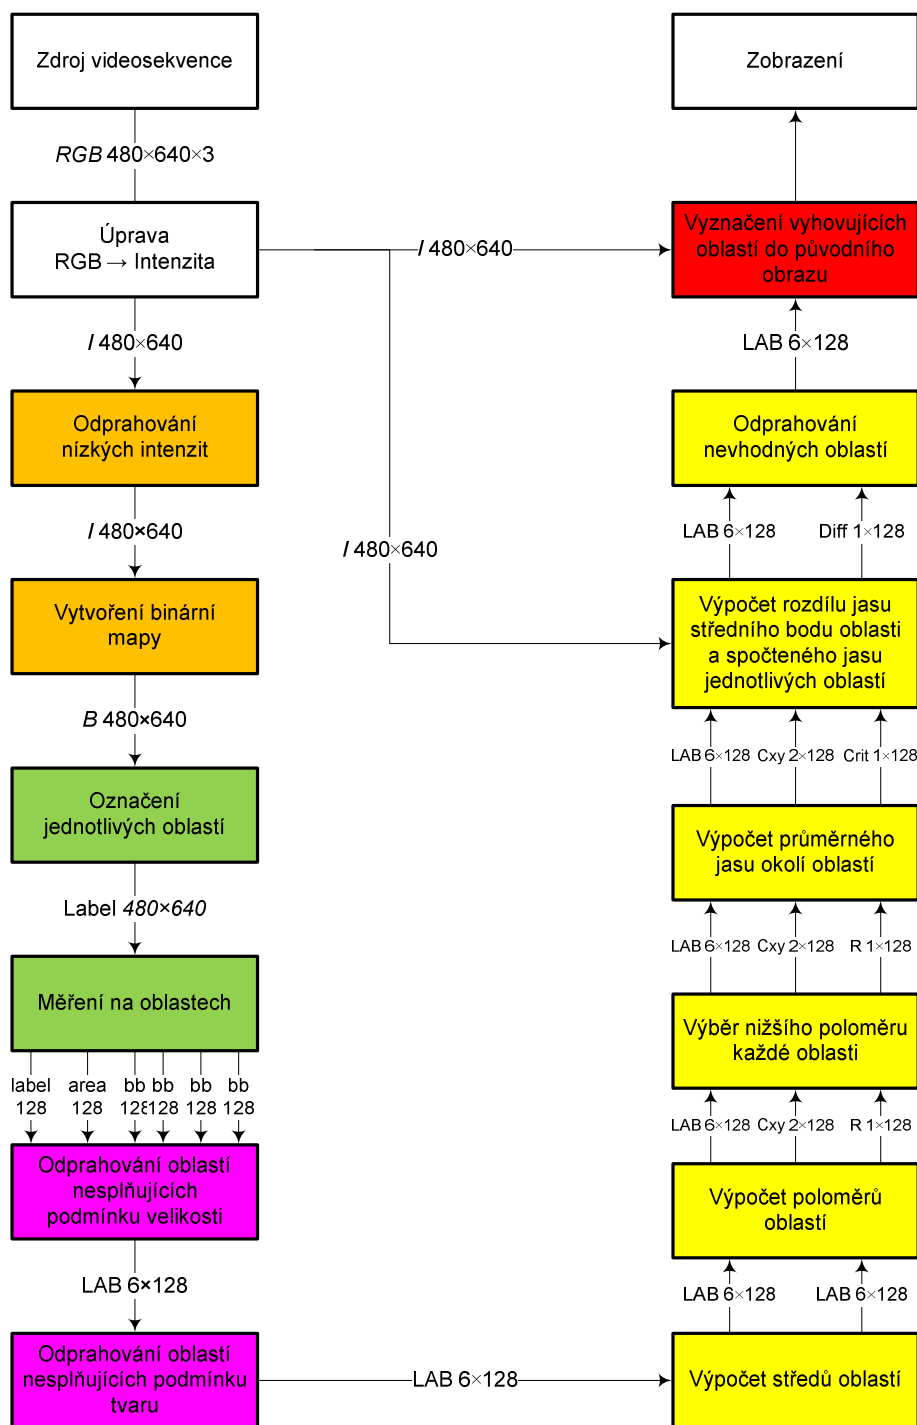 Zdroj videosekvence
RGB 480×640×3
Úprava
RGB → Intenzita
I 480×640
Odprahování
nízkých intenzit
I 480×640
Vytvoření binární
mapy
B 480×640
Označení
jednotlivých oblastí
Label 480×640
Měření na oblastech
label area bb bb bb bb
128 128 128 128 128 128
Odprahování oblastí
nesplňujících
podmínku velikosti
LAB 6×128
Odprahování oblastí
nesplňujících podmínku
tvaru
LAB 6×128
I 480×640
I 480×640
Zobrazení
Vyznačení vyhovujících
oblastí do původního
obrazu
LAB 6×128
Odprahování
nevhodných oblastí
LAB 6×128 Diff 1×128
Výpočet rozdílu jasu
středního bodu oblasti
a spočteného jasu
jednotlivých oblastí
LAB 6×128 Cxy 2×128 Crit 1×128
Výpočet průměrného
jasu okolí oblastí
LAB 6×128 Cxy 2×128 R 1×128
Výběr nižšího poloměru
každé oblasti
LAB 6×128 Cxy 2×128 R 1×128
Výpočet poloměrů
oblastí
LAB 6×128 LAB 6×128
Výpočet středů oblastí